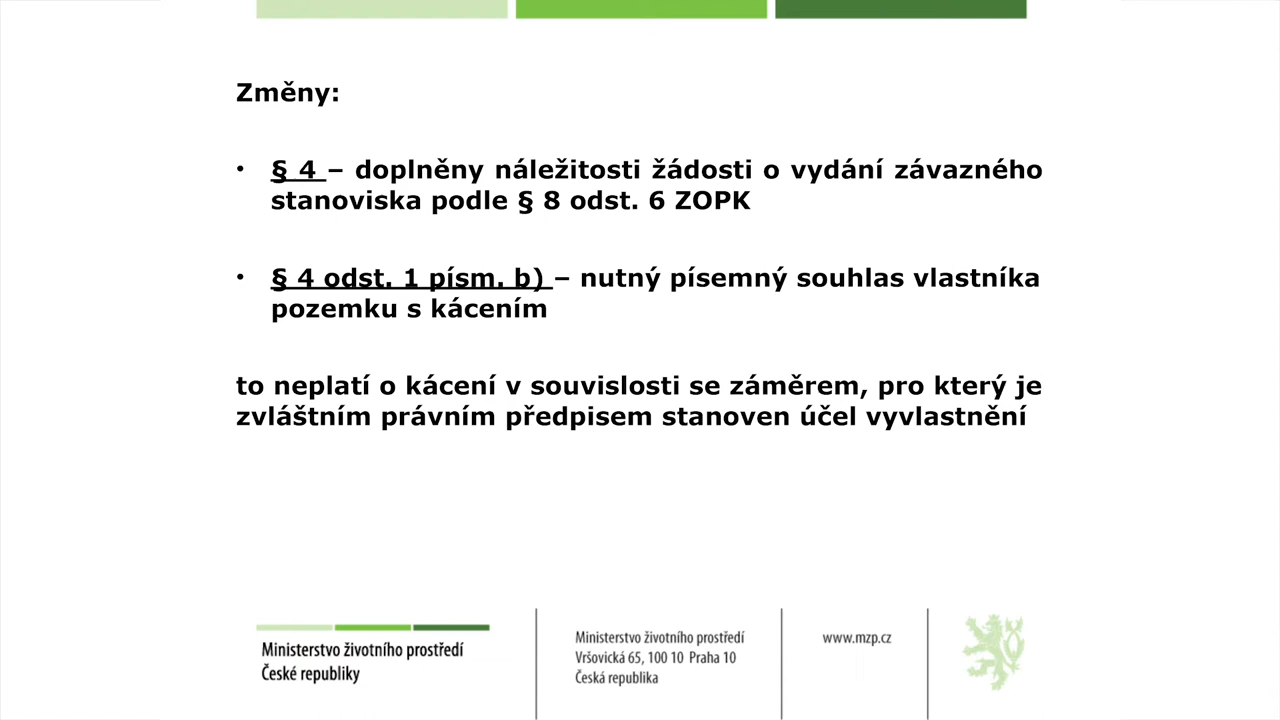 Změny:
• § 4 – doplněny náležitosti žádosti o vydání závazného
stanoviska podle § 8 odst. 6 ZOPK
• § 4 odst. 1 písm. b) – nutný písemný souhlas vlastníka
pozemku s kácením
to neplatí o kácení v souvislosti se záměrem, pro který je
zvláštním právním předpisem stanoven účel vyvlastnění
Ministerstvo životního prostředí
České republiky
Ministerstvo životního prostředí
Vršovická 65, 100 10 Praha 10
Česká republika
www.mzp.cz